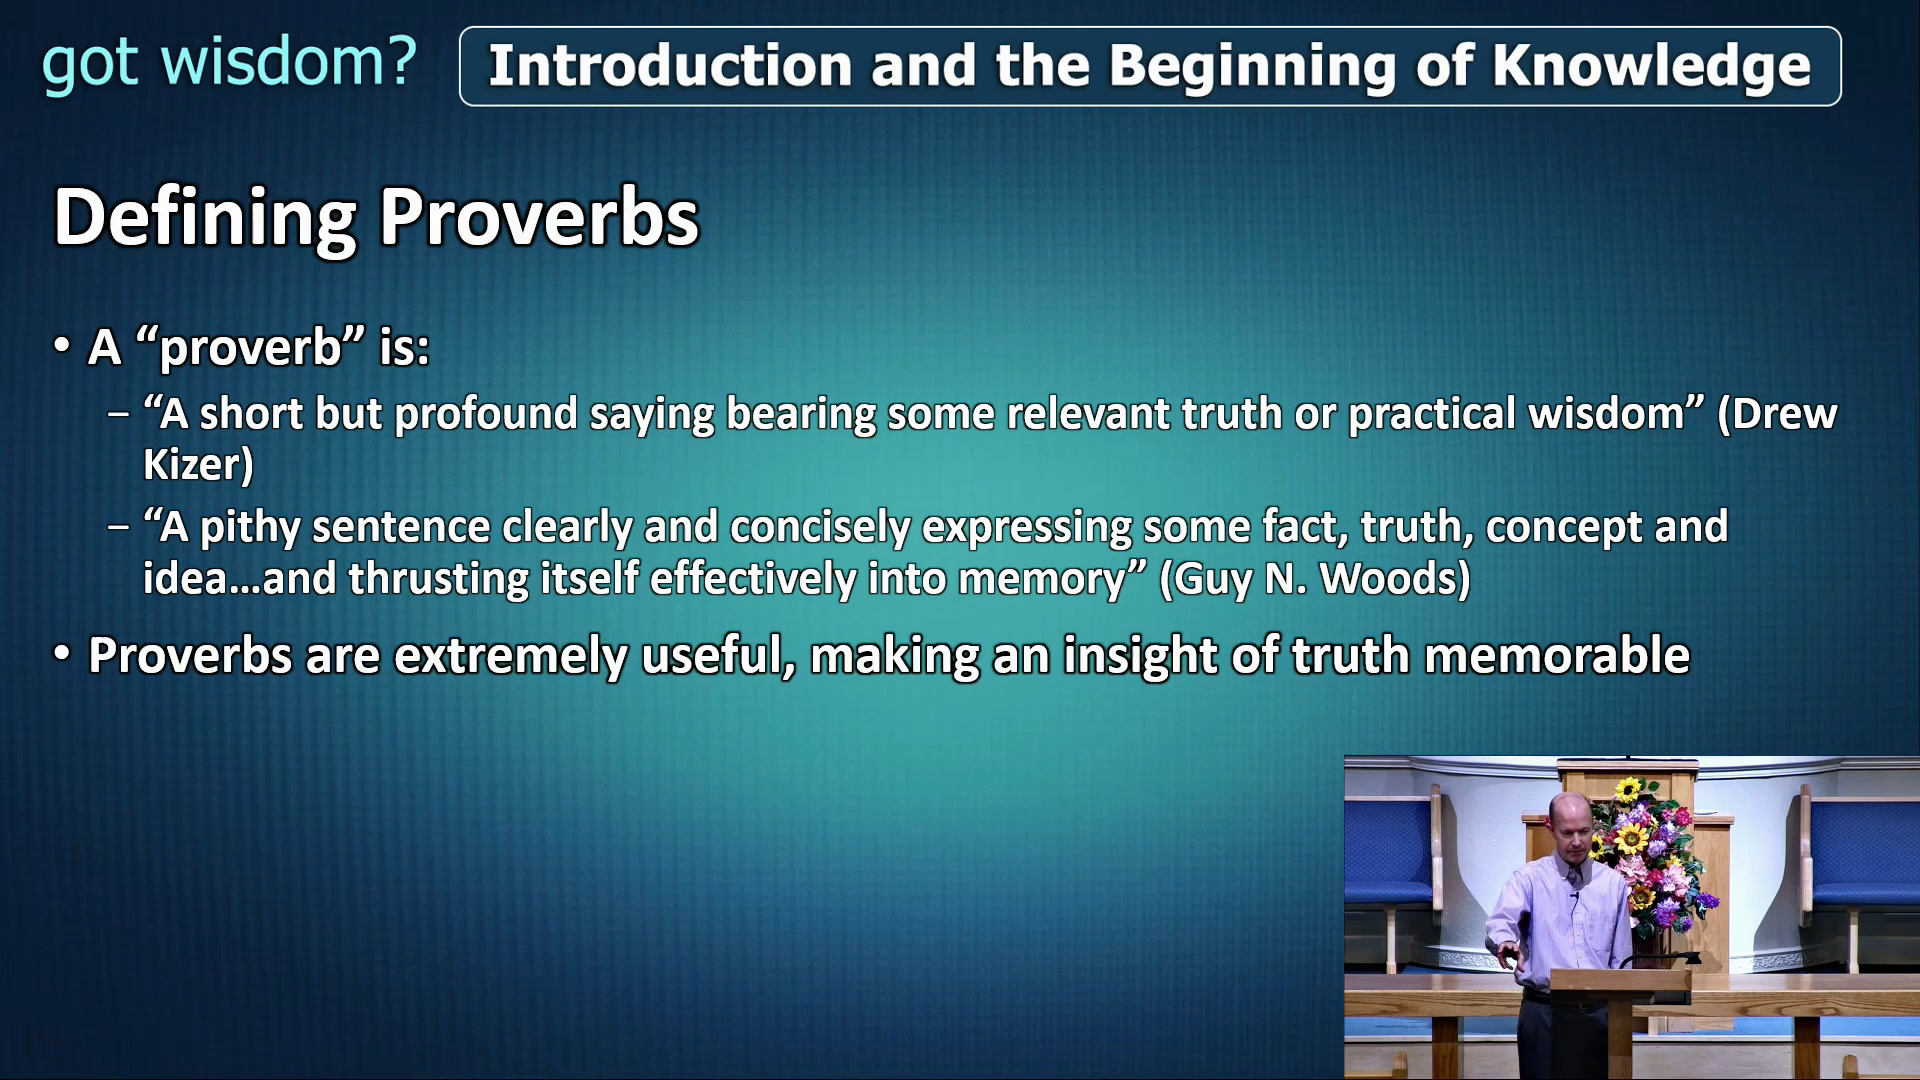 got wisdom?
Introduction and the Beginning of Knowledge
Defining Proverbs
• A “proverb” is:
– “A short but profound saying bearing some relevant truth or practical wisdom” (Drew
Kizer)
– “A pithy sentence clearly and concisely expressing some fact, truth, concept and
idea…and thrusting itself effectively into memory” (Guy N. Woods)
• Proverbs are extremely useful, making an insight of truth memorable